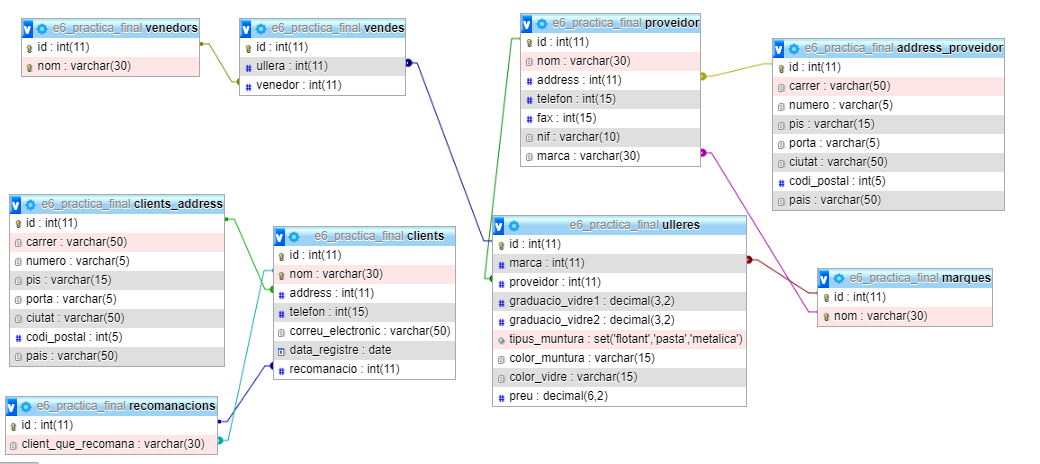 e6_practica_final venedors
id : int(11)
nom : varchar(30)
e6_practica_final vendes
id : int(11)
ullera : int(11)
venedor : int(11)
e6_practica_final proveidor
id : int(11)
nom : varchar(30)
address : int(11)
telefon : int(15)
fax : int(15)
nif : varchar(10)
marca : varchar(30)
e6_practica_final address_proveidor
id : int(11)
carrer : varchar(50)
numero : varchar(5)
pis : varchar(15)
porta : varchar(5)
ciutat : varchar(50)
codi_postal : int(5)
pais : varchar(50)
e6_practica_final clients_address
id : int(11)
carrer : varchar(50)
numero : varchar(5)
pis : varchar(15)
porta : varchar(5)
ciutat : varchar(50)
codi_postal : int(5)
pais : varchar(50)
e6_practica_final clients
id : int(11)
nom : varchar(30)
address : int(11)
telefon : int(15)
correu_electronic : varchar(50)
data_registre : date
recomanacio : int(11)
e6_practica_final ulleres
id : int(11)
marca : int(11)
proveidor : int(11)
graduacio_vidre1 : decimal(3,2)
graduacio_vidre2 : decimal(3,2)
tipus_muntura : set('flotant','pasta','metalica')
color_muntura : varchar(15)
color_vidre : varchar(15)
preu : decimal(6,2)
e6_practica_final marques
id : int(11)
nom : varchar(30)
e6_practica_final recomanacions
id : int(11)
client_que_recomana : varchar(30)